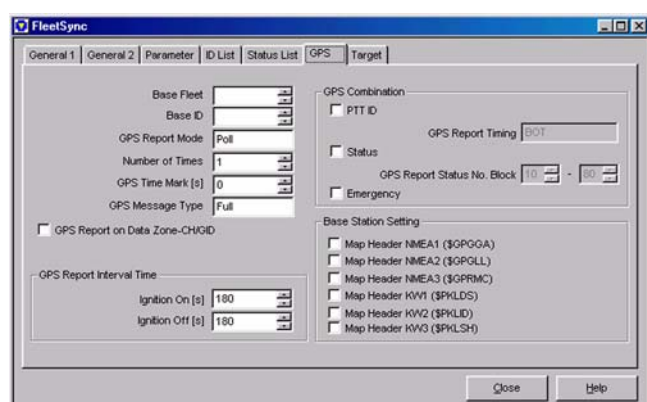 FleetSync
General 1 General 2 Parameter ID List Status List GPS Target
Base Fleet
Base ID
GPS Report Mode Poll
Number of Times 1
GPS Time Mark [s] 0
GPS Message Type Full
GPS Report on Data Zone-CH/GID
GPS Report Interval Time
Ignition On [s] 180
Ignition Off [s] 180
GPS Combination
PTT ID
GPS Report Timing BOT
Status
GPS Report Status No. Block 10 - 80
Emergency
Base Station Setting
Map Header NMEA1 ($GPGGA)
Map Header NMEA2 ($GPGLL)
Map Header NMEA3 ($GPRMC)
Map Header KW1 ($PKLDS)
Map Header KW2 ($PKLID)
Map Header KW3 ($PKLSH)
Close Help